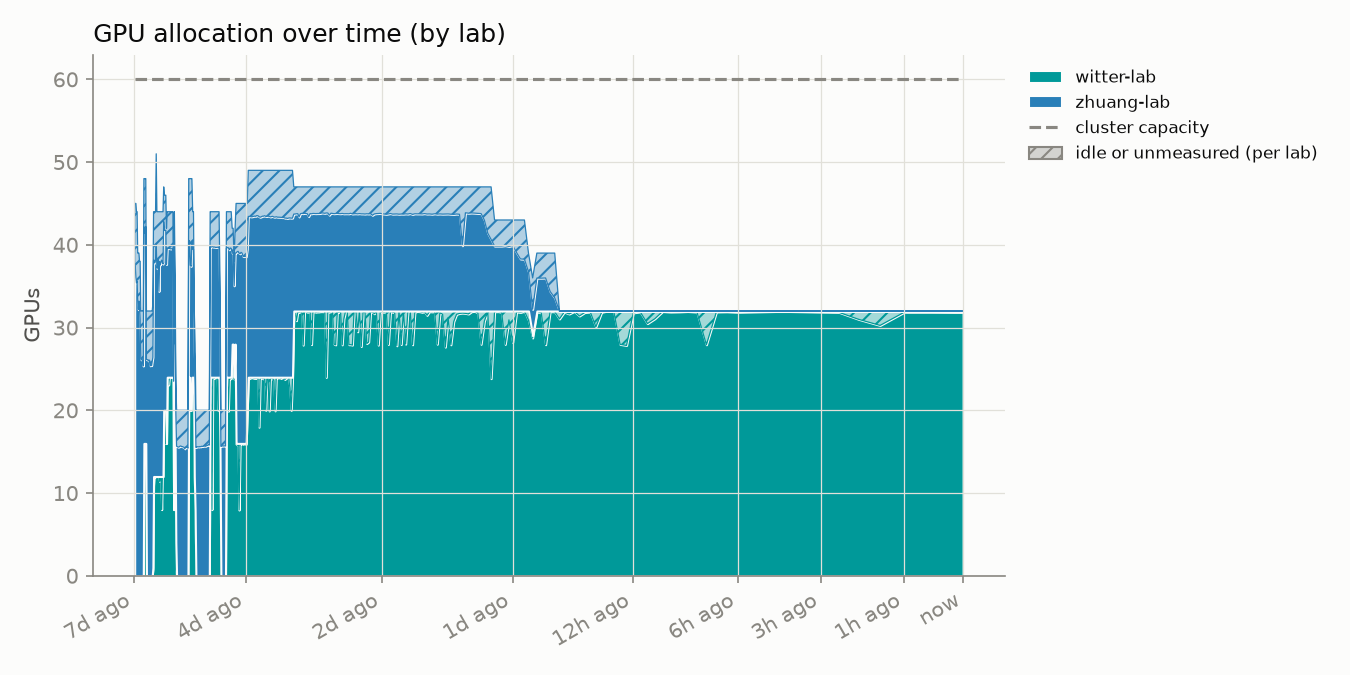 GPU allocation over time (by lab)
witter-lab
zhuang-lab
cluster capacity
idle or unmeasured (per lab)
GPUs
60
50
40
30
20
10
0
7d ago
4d ago
2d ago
1d ago
12h ago
6h ago
3h ago
1h ago
now